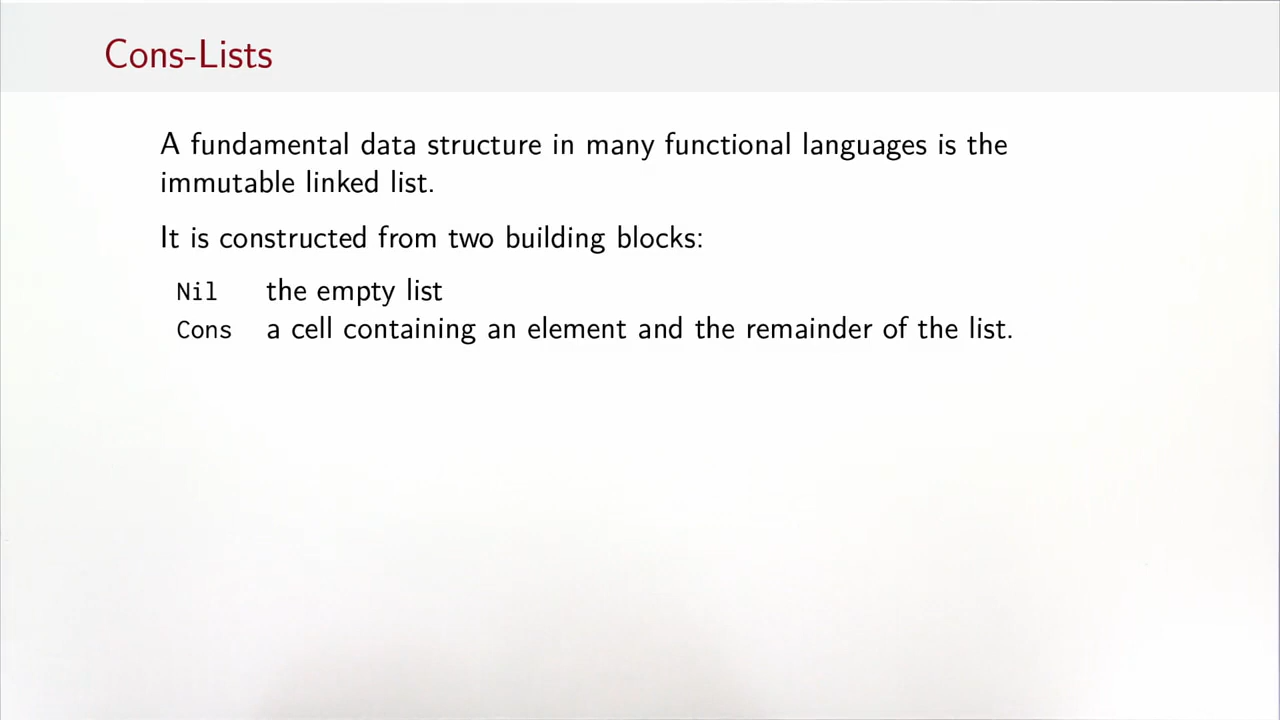 Cons-Lists
A fundamental data structure in many functional languages is the
immutable linked list.
It is constructed from two building blocks:
Nil the empty list
Cons a cell containing an element and the remainder of the list.